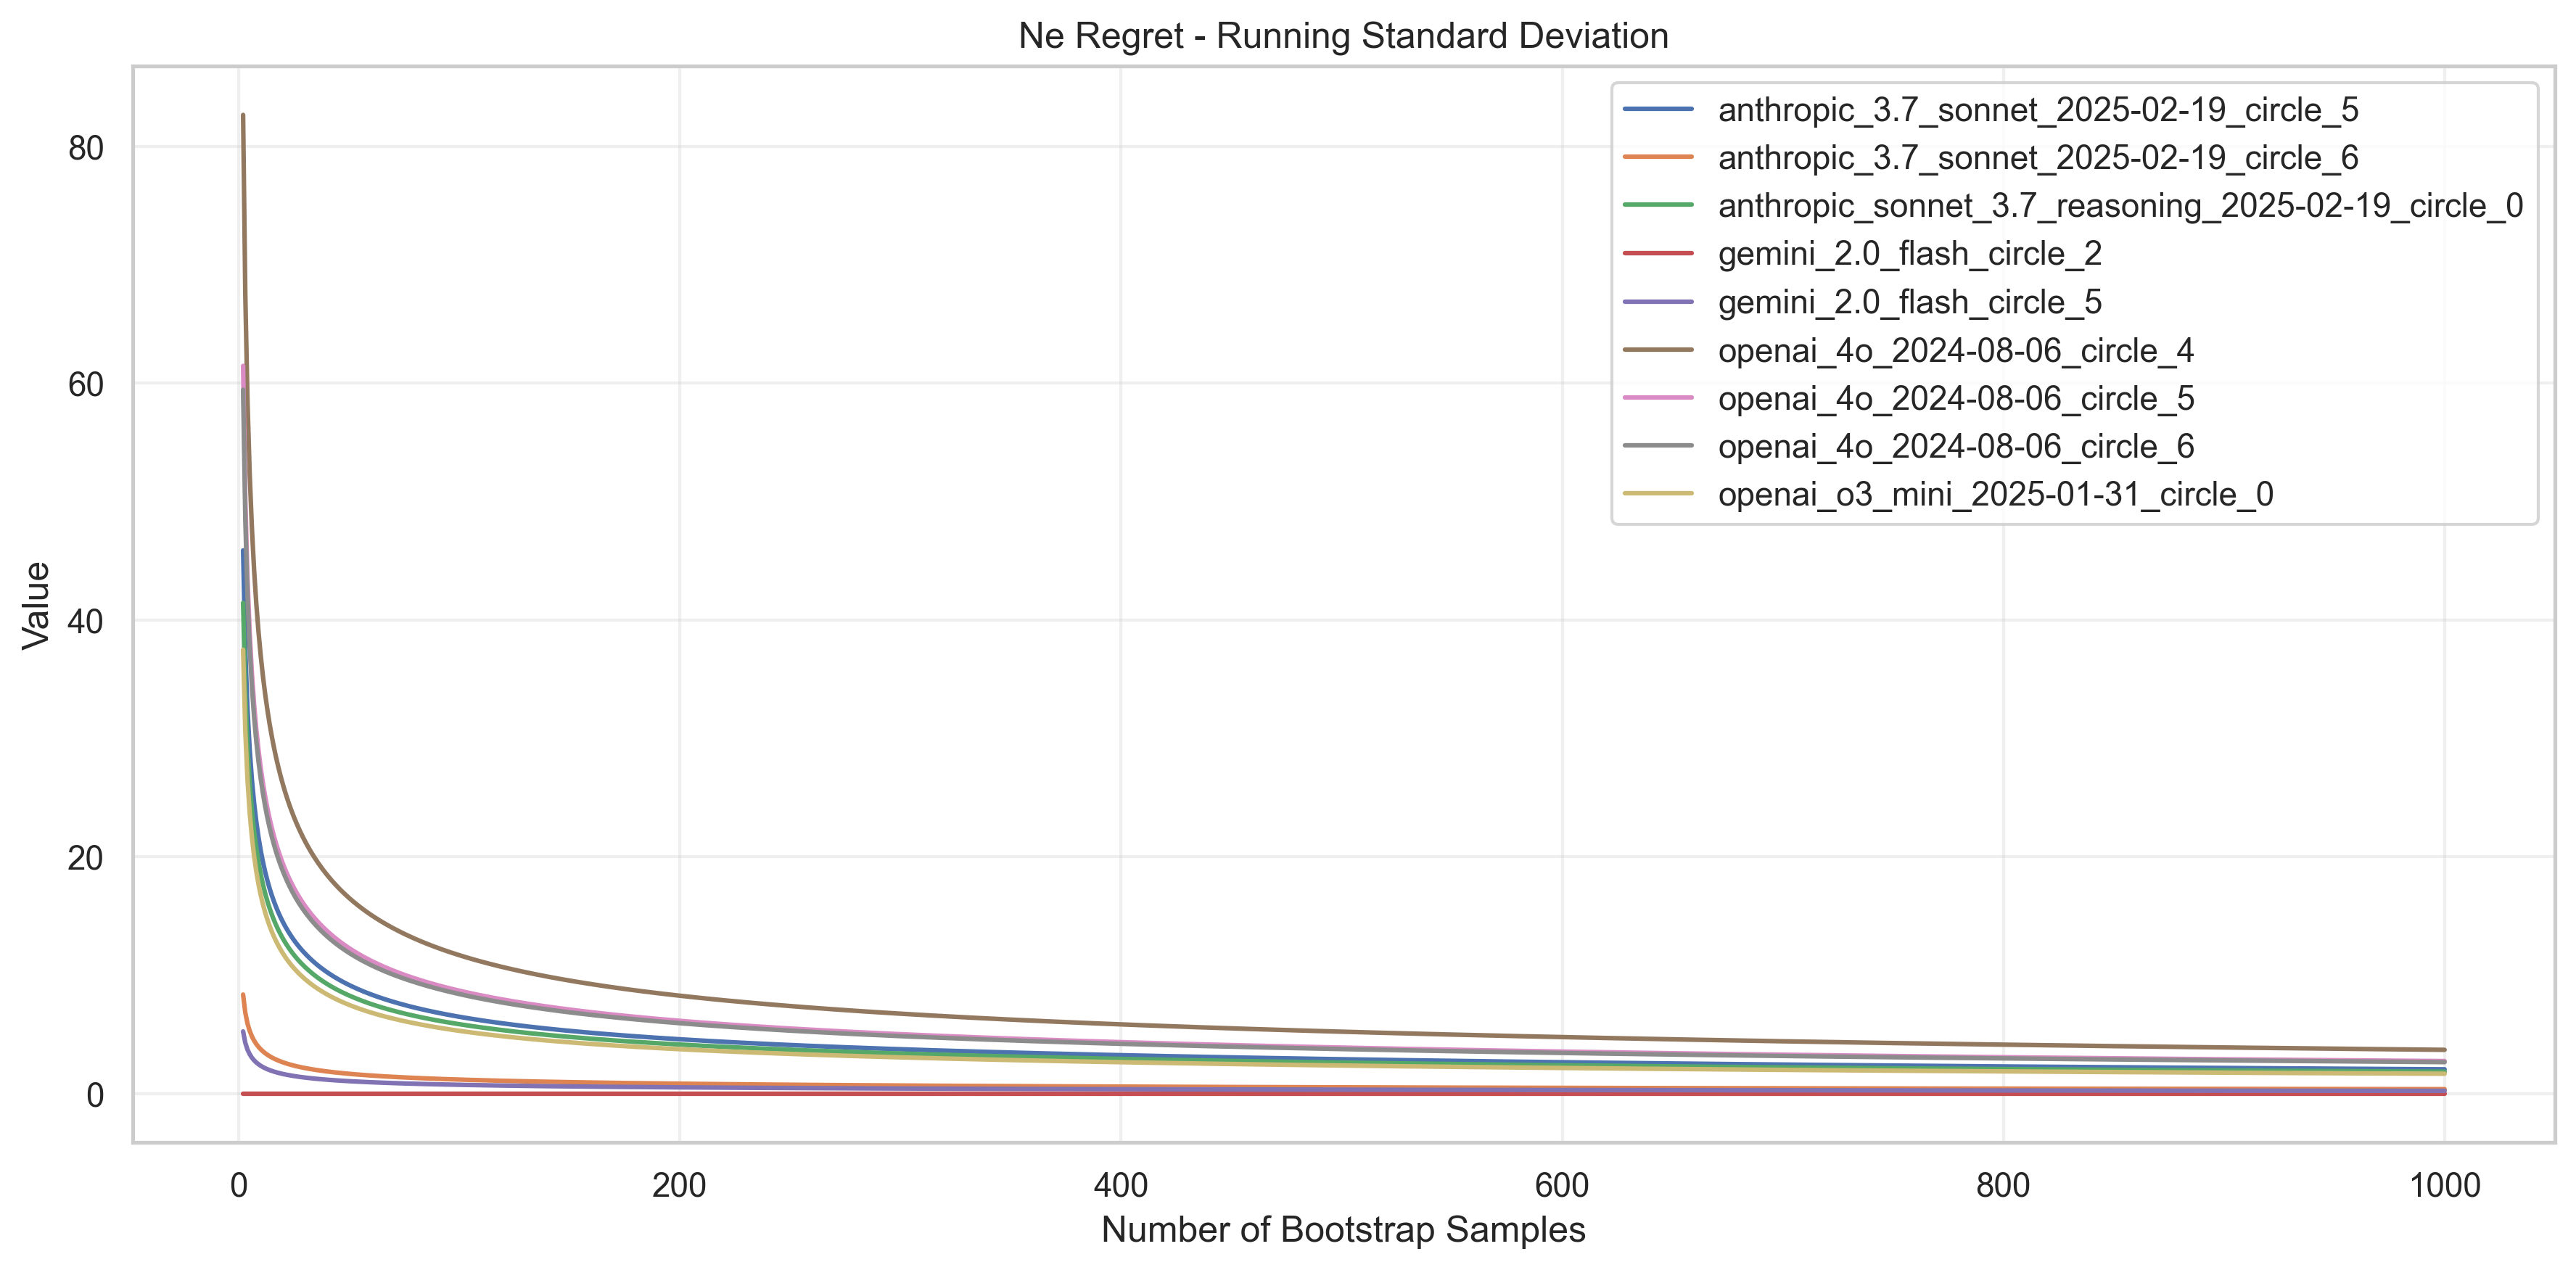 Ne Regret - Running Standard Deviation
anthropic_3.7_sonnet_2025-02-19_circle_5
anthropic_3.7_sonnet_2025-02-19_circle_6
anthropic_sonnet_3.7_reasoning_2025-02-19_circle_0
gemini_2.0_flash_circle_2
gemini_2.0_flash_circle_5
openai_4o_2024-08-06_circle_4
openai_4o_2024-08-06_circle_5
openai_4o_2024-08-06_circle_6
openai_o3_mini_2025-01-31_circle_0
Value
80
60
40
20
0
0 200 400 600 800 1000
Number of Bootstrap Samples